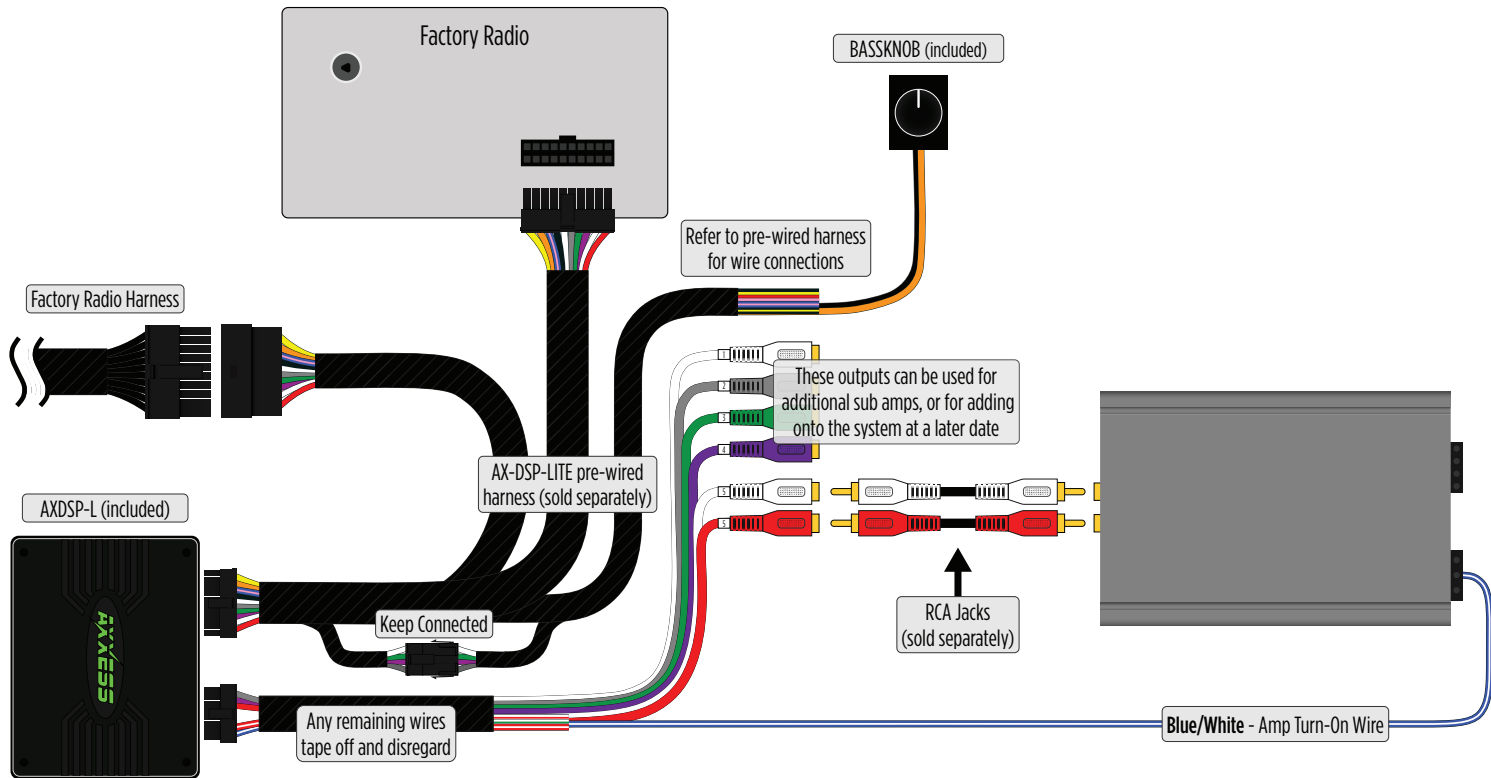 Factory Radio
BASSKNOB (included)
Refer to pre-wired harness
for wire connections
Factory Radio Harness
1
2
3
4
5
6
These outputs can be used for
additional sub amps, or for adding
onto the system at a later date
AX-DSP-LITE pre-wired
harness (sold separately)
AXDSP-L (included)
AXXESS
Keep Connected
RCA Jacks
(sold separately)
Any remaining wires
tape off and disregard
Blue/White - Amp Turn-On Wire